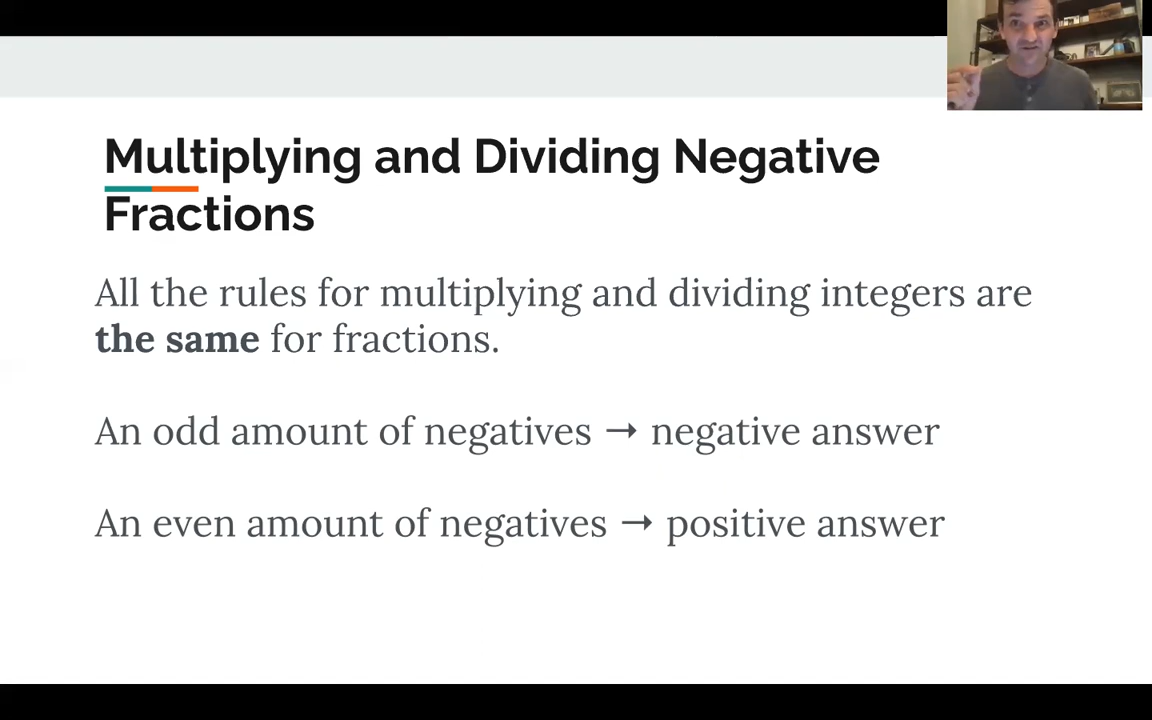 Multiplying and Dividing Negative
Fractions
All the rules for multiplying and dividing integers are
the same for fractions.
An odd amount of negatives → negative answer
An even amount of negatives → positive answer